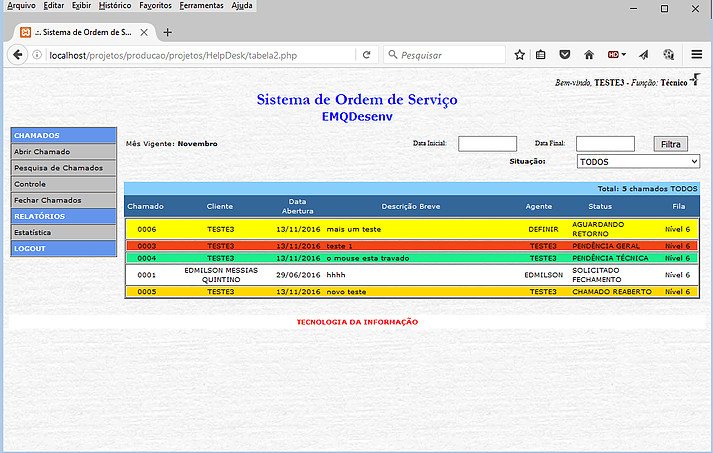 Arquivo Editar Exibir Histórico Favoritos Ferramentas Ajuda
.:. Sistema de Ordem de S...
localhost/projetos/producao/projetos/HelpDesk/tabela2.php
Pesquisar
HD
Bem-vindo, TESTE3 - Função: Técnico
Sistema de Ordem de Serviço
EMQDesenv
CHAMADOS
Abrir Chamado
Pesquisa de Chamados
Controle
Fechar Chamados
RELATÓRIOS
Estatística
LOGOUT
Mês Vigente: Novembro
Data Inicial: Data Final: Filtra
Situação: TODOS
Total: 5 chamados TODOS
Chamado Cliente Data Abertura Descrição Breve Agente Status Fila
0006 TESTE3 13/11/2016 mais um teste DEFINIR AGUARDANDO RETORNO Nível 6
0003 TESTE3 13/11/2016 teste 1 TESTE3 PENDÊNCIA GERAL Nível 6
0004 TESTE3 13/11/2016 o mouse esta travado TESTE3 PENDÊNCIA TÉCNICA Nível 6
0001 EDMILSON MESSIAS QUINTINO 29/06/2016 hhhh EDMILSON SOLICITADO FECHAMENTO Nível 6
0005 TESTE3 13/11/2016 novo teste TESTE3 CHAMADO REABERTO Nível 6
TECNOLOGIA DA INFORMAÇÃO